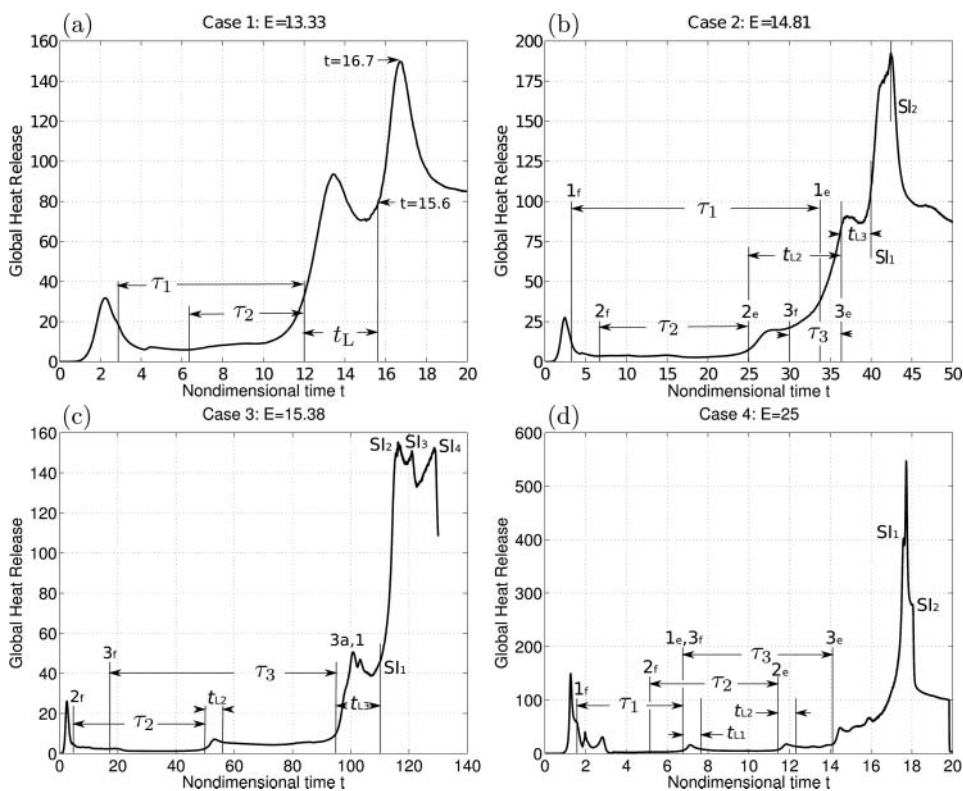 (a) Case 1: E=13.33
Global Heat Release
160
140
120
100
80
60
40
20
0
t=16.7
t=15.6
τ1
τ2
tL
0 2 4 6 8 10 12 14 16 18 20
Nondimensional time t
(b) Case 2: E=14.81
Global Heat Release
200
175
150
125
100
75
50
25
0
SI2
1f
1e
τ1
tL3
tL2
SI1
2f
2e
3f
3e
τ2
τ3
0 5 10 15 20 25 30 35 40 45 50
Nondimensional time t
(c) Case 3: E=15.38
Global Heat Release
160
140
120
100
80
60
40
20
0
SI2 SI3 SI4
3f
3a,1
SI1
τ3
2f
tL2
tL3
τ2
0 20 40 60 80 100 120 140
Nondimensional time t
(d) Case 4: E=25
Global Heat Release
600
500
400
300
200
100
0
SI1
SI2
1e,3f
3e
τ3
1f
2f
2e
τ2
τ1
tL2
tL1
0 2 4 6 8 10 12 14 16 18 20
Nondimensional time t